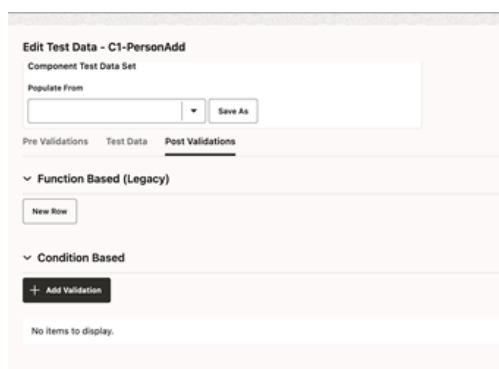 Edit Test Data - C1-PersonAdd
Component Test Data Set
Populate From
Save As
Pre Validations Test Data Post Validations
Function Based (Legacy)
New Row
Condition Based
+ Add Validation
No items to display.